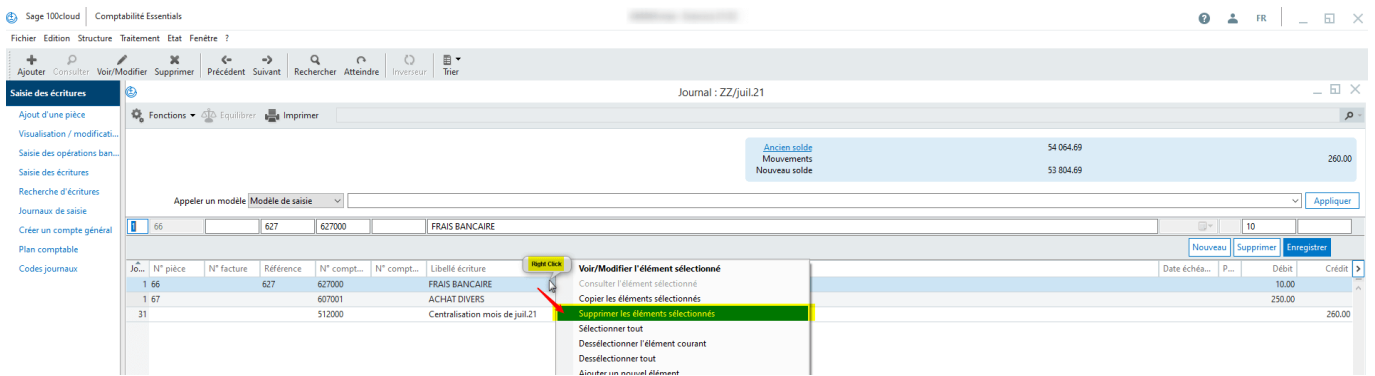 Sage 100cloud Comptabilité Essentials FR
Fichier Edition Structure Traitement Etat Fenêtre ?
Ajouter Consulter Voir/Modifier Supprimer Précédent Suivant Rechercher Atteindre Inverseur Trier
Saisie des écritures
Ajout d'une pièce
Visualisation / modificati...
Saisie des opérations ban...
Saisie des écritures
Recherche d'écritures
Journaux de saisie
Créer un compte général
Plan comptable
Codes journaux
Journal : ZZ/juil.21
Fonctions Equilibrer Imprimer
Ancien solde 54 064.69
Mouvements 260.00
Nouveau solde 53 804.69
Appeler un modèle Modèle de saisie Appliquer
1 66 627 627000 FRAIS BANCAIRE 10
Nouveau Supprimer Enregistrer
Jo... N° pièce N° facture Référence N° compt... N° compt... Libellé écriture Date échéa... P... Débit Crédit
1 66 627 627000 FRAIS BANCAIRE 10.00
1 67 607001 ACHAT DIVERS 250.00
31 512000 Centralisation mois de juil.21 260.00
Right Click
Voir/Modifier l'élément sélectionné
Consulter l'élément sélectionné
Copier les éléments sélectionnés
Supprimer les éléments sélectionnés
Sélectionner tout
Dessélectionner l'élément courant
Dessélectionner tout
Ajouter un nouvel élément